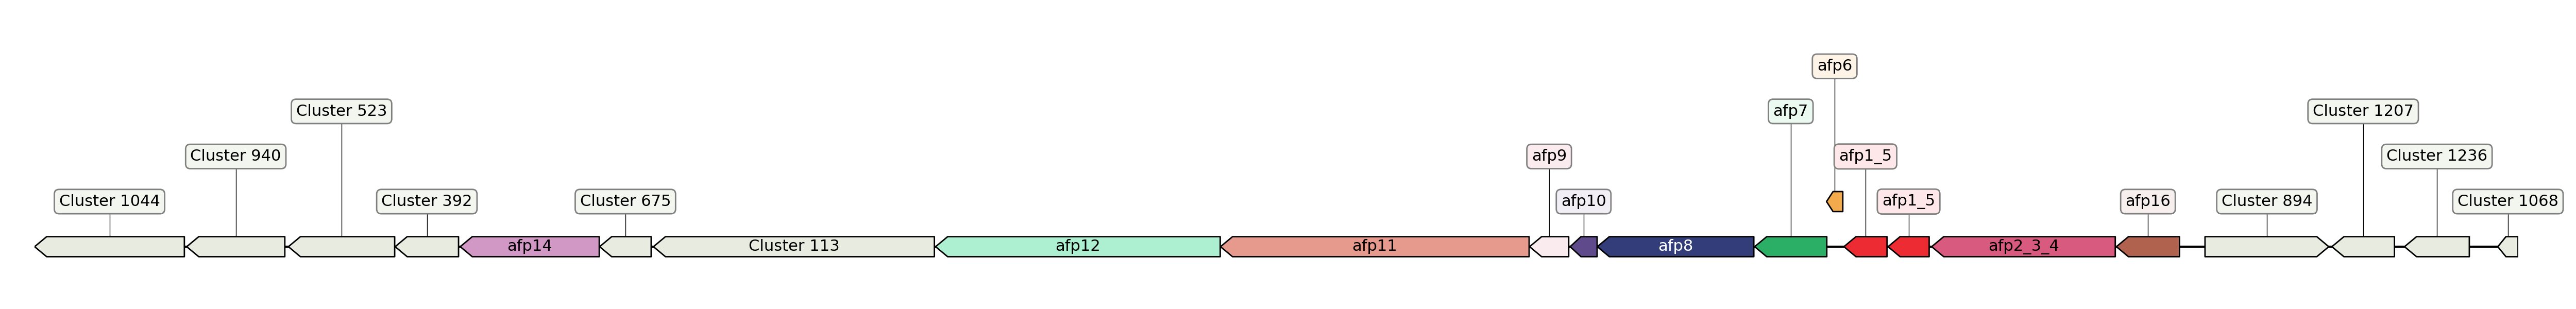 afp6
Cluster 523
afp7
Cluster 1207
Cluster 940
afp9
afp1_5
Cluster 1236
Cluster 1044
Cluster 392
Cluster 675
afp10
afp1_5
afp16
Cluster 894
Cluster 1068
afp14
Cluster 113
afp12
afp11
afp8
afp2_3_4